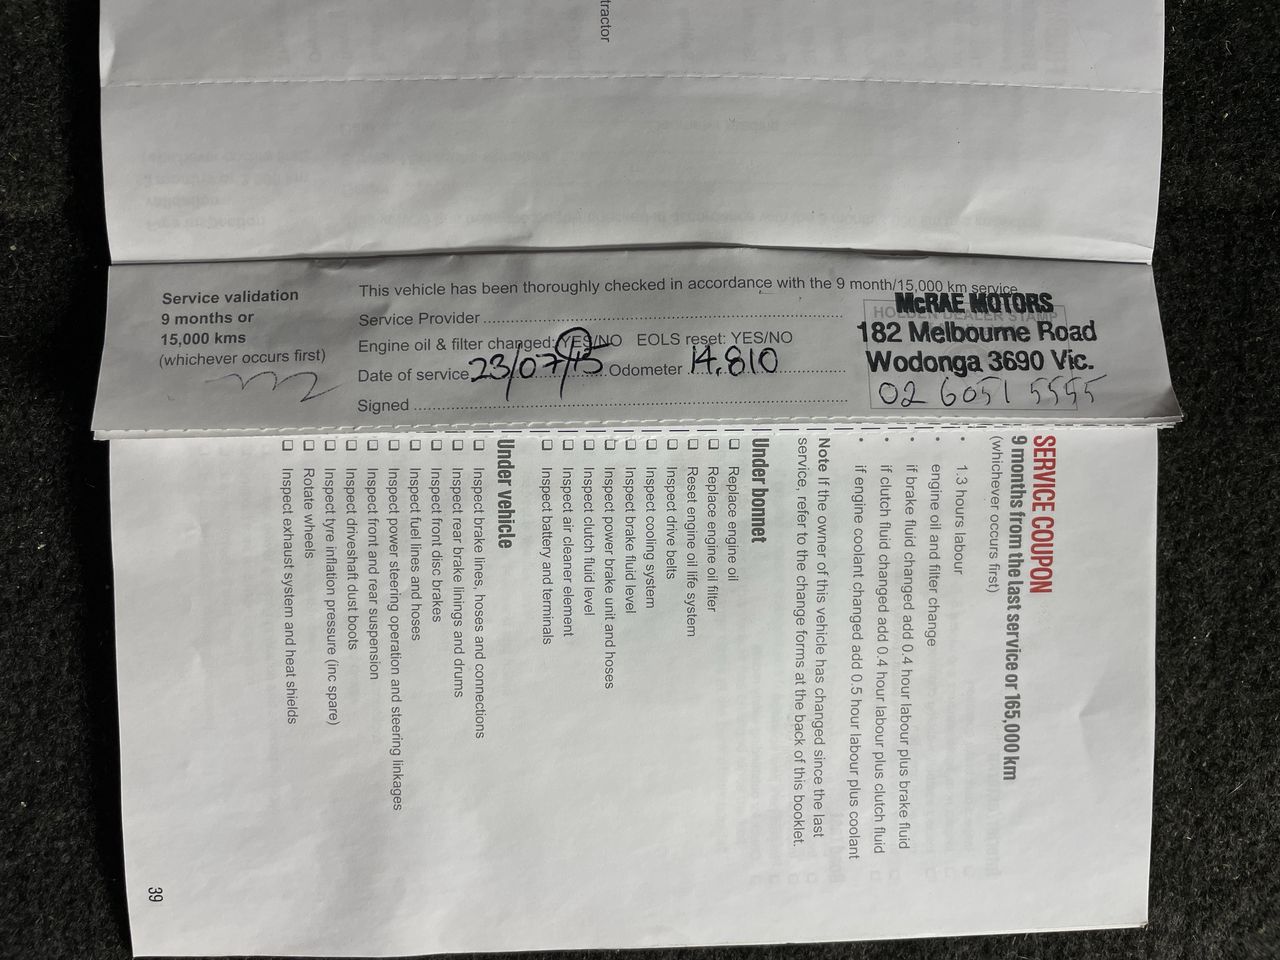 tractor
Service validation
9 months or
15,000 kms
(whichever occurs first)
This vehicle has been thoroughly checked in accordance with the 9 month/15,000 km service
Service Provider
Engine oil & filter changed: YES/NO EOLS reset: YES/NO
Date of service 23/07/15 Odometer 14,810
Signed
HOLDEN DEALER STAMP
McRAE MOTORS
182 Melbourne Road
Wodonga 3690 Vic.
02 6051 5555
SERVICE COUPON
9 months from the last service or 165,000 km
(whichever occurs first)
• 1.3 hours labour
• engine oil and filter change
• if brake fluid changed add 0.4 hour labour plus brake fluid
• if clutch fluid changed add 0.4 hour labour plus clutch fluid
• if engine coolant changed add 0.5 hour labour plus coolant
Note If the owner of this vehicle has changed since the last
service, refer to the change forms at the back of this booklet.
Under bonnet
❏ Replace engine oil
❏ Replace engine oil filter
❏ Reset engine oil life system
❏ Inspect drive belts
❏ Inspect cooling system
❏ Inspect brake fluid level
❏ Inspect power brake unit and hoses
❏ Inspect clutch fluid level
❏ Inspect air cleaner element
❏ Inspect battery and terminals
Under vehicle
❏ Inspect brake lines, hoses and connections
❏ Inspect rear brake linings and drums
❏ Inspect front disc brakes
❏ Inspect fuel lines and hoses
❏ Inspect power steering operation and steering linkages
❏ Inspect front and rear suspension
❏ Inspect driveshaft dust boots
❏ Inspect tyre inflation pressure (inc spare)
❏ Rotate wheels
❏ Inspect exhaust system and heat shields
39